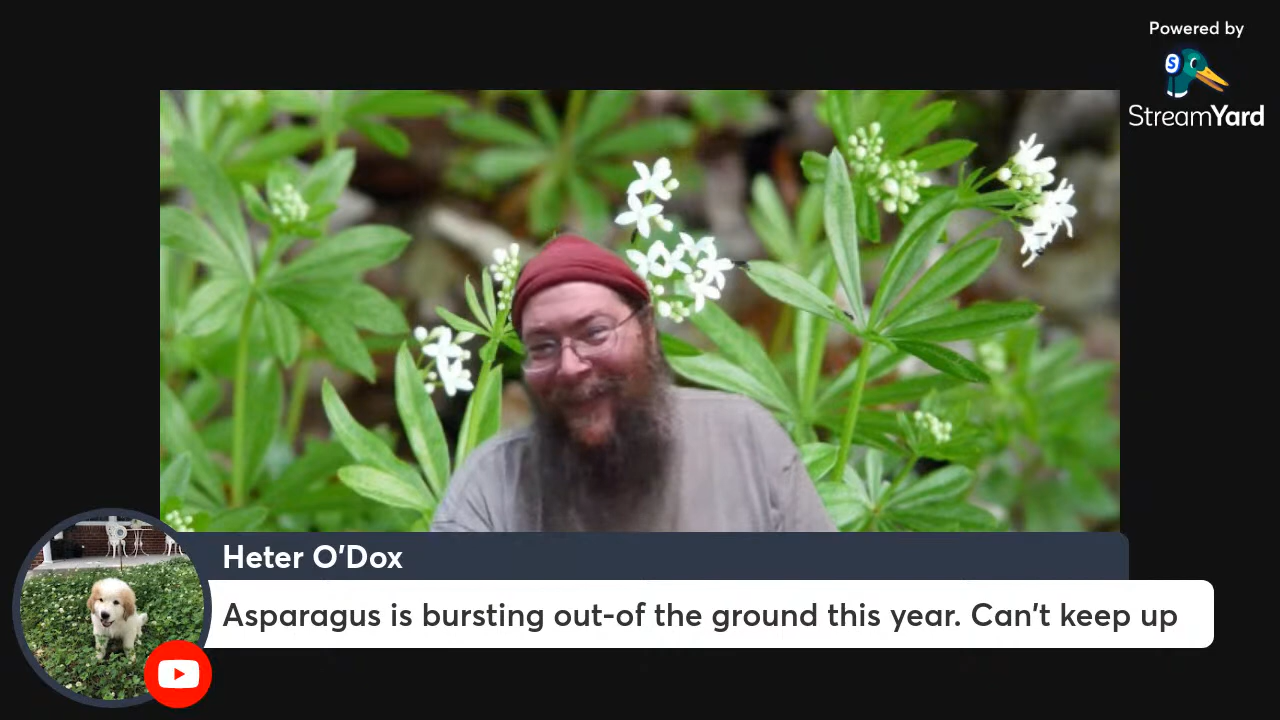 Powered by
StreamYard
Heter O'Dox
Asparagus is bursting out-of the ground this year. Can't keep up